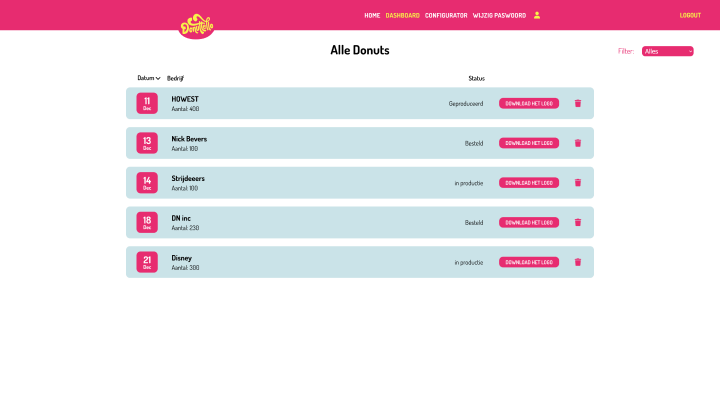 Donuttello
HOME DASHBOARD CONFIGURATOR WIJZIG PASWOORD LOGOUT
Alle Donuts
Filter: Alles
Datum Bedrijf Status
11 Dec
HOWEST
Aantal: 400
Geproduceerd DOWNLOAD HET LOGO
13 Dec
Nick Bevers
Aantal: 100
Besteld DOWNLOAD HET LOGO
14 Dec
Strijdeeers
Aantal: 100
in productie DOWNLOAD HET LOGO
18 Dec
DN inc
Aantal: 230
Besteld DOWNLOAD HET LOGO
21 Dec
Disney
Aantal: 300
in productie DOWNLOAD HET LOGO